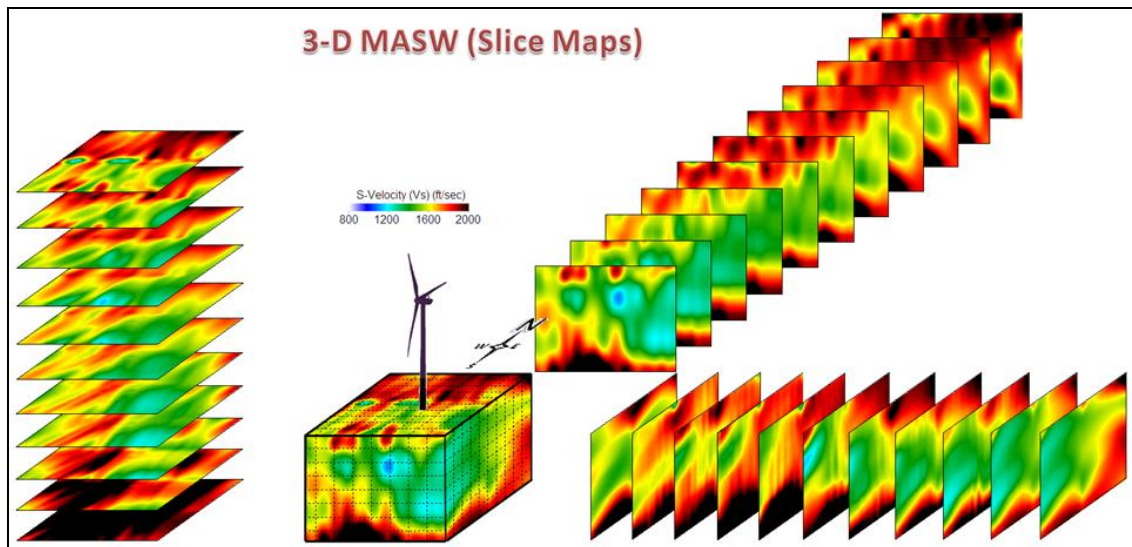 3-D MASW (Slice Maps)
S-Velocity (Vs) (ft/sec)
800 1200 1600 2000
N
W E
S